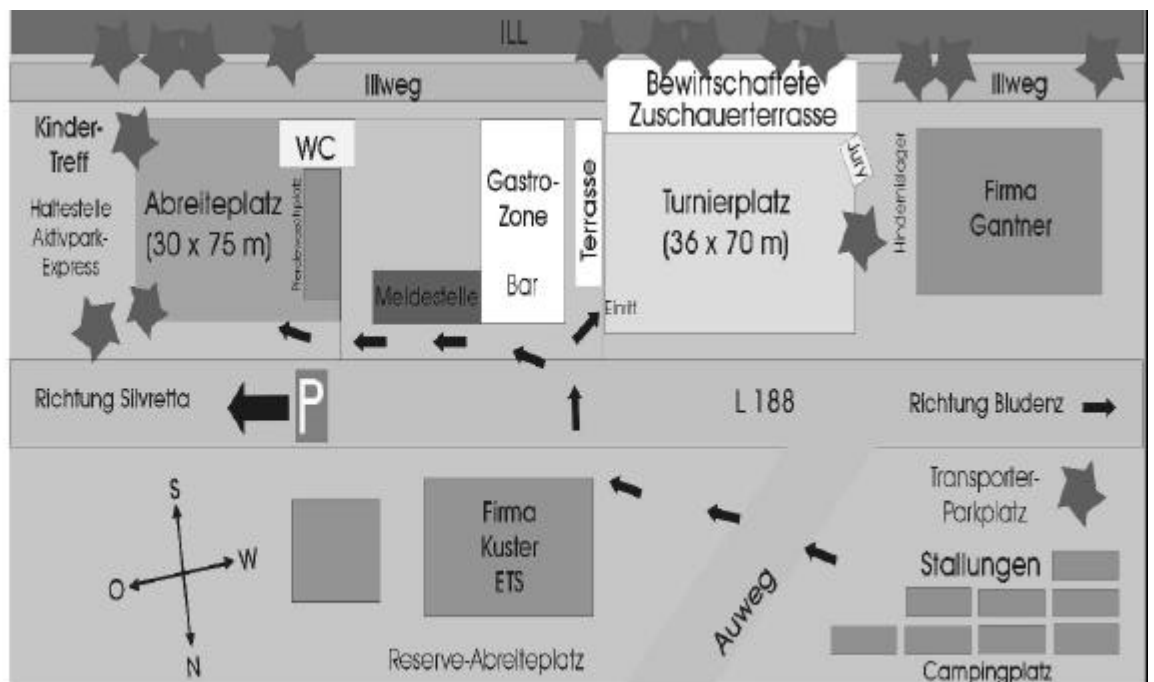 ILL
Illweg
Bewirtschaftete
Zuschauerterrasse
Illweg
Kinder-
Treff
Haltestelle
Aktivpark-
Express
Abreiteplatz
(30 x 75 m)
WC
Pferdewaschplatz
Meldestelle
Gastro-
Zone
Bar
Terrasse
Turnierplatz
(36 x 70 m)
Eintritt
Jury
Hindernislager
Firma
Gantner
Richtung Silvretta
P
L 188
Richtung Bludenz
S
W
O
N
Firma
Kuster
ETS
Reserve-Abreiteplatz
Auweg
Transporter-
Parkplatz
Stallungen
Campingplatz